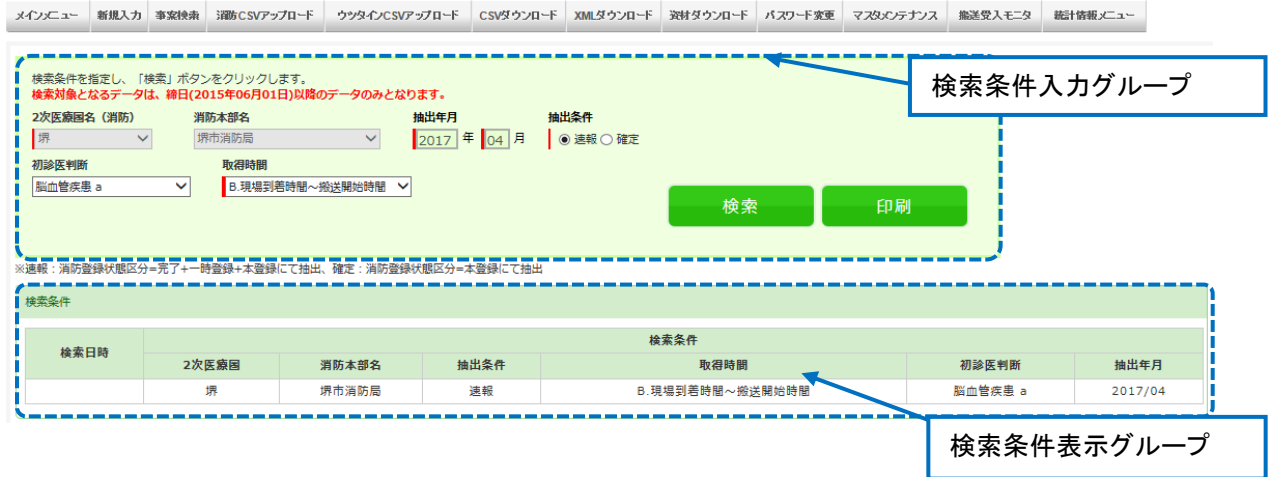 メインメニュー 新規入力 事案検索 消防CSVアップロード ウツタインCSVアップロード CSVダウンロード XMLダウンロード 資材ダウンロード パスワード変更 マスタメンテナンス 搬送受入モニタ 統計情報メニュー
検索条件入力グループ
検索条件を指定し、「検索」ボタンをクリックします。
検索対象となるデータは、締日(2015年06月01日)以降のデータのみとなります。
2次医療圏名（消防） 消防本部名 抽出年月 抽出条件
堺 堺市消防局 2017 年 04 月 速報 確定
初診医判断 取得時間
脳血管疾患 a B.現場到着時間～搬送開始時間
検索 印刷
※速報：消防登録状態区分=完了+一時登録+本登録にて抽出、確定：消防登録状態区分=本登録にて抽出
検索条件
検索日時 検索条件
2次医療圏 消防本部名 抽出条件 取得時間 初診医判断 抽出年月
堺 堺市消防局 速報 B.現場到着時間～搬送開始時間 脳血管疾患 a 2017/04
検索条件表示グループ